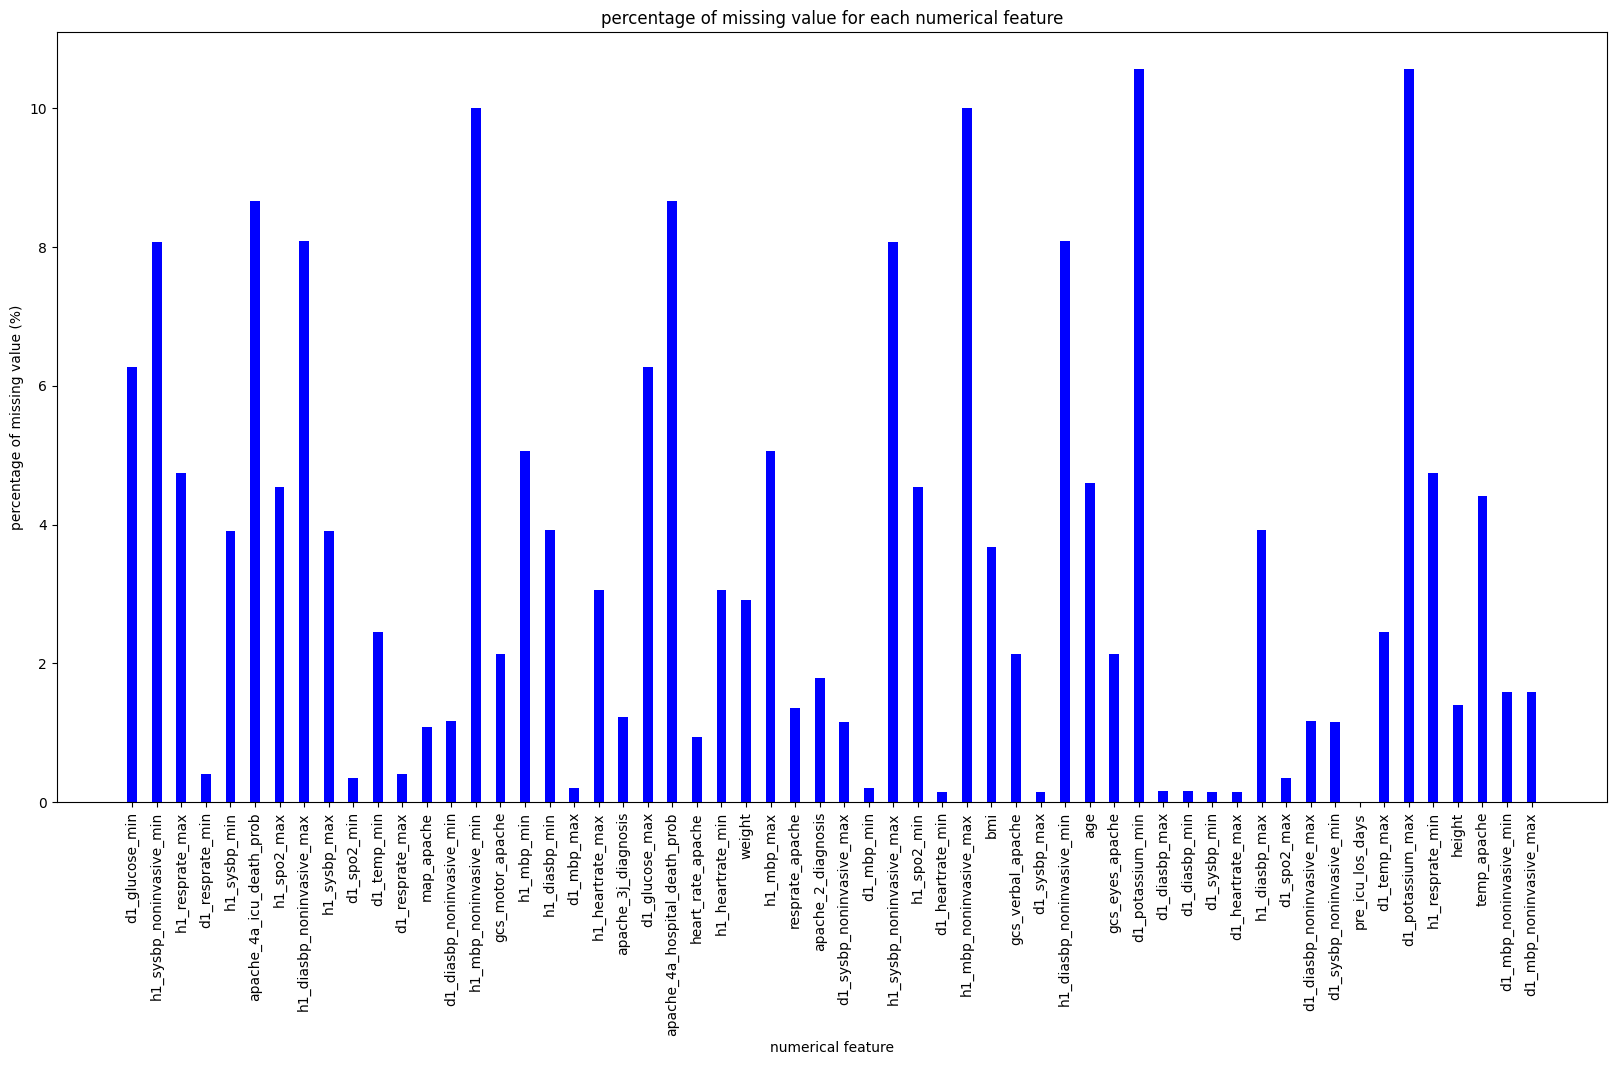 percentage of missing value for each numerical feature
percentage of missing value (%)
10
8
6
4
2
0
d1_glucose_min
h1_sysbp_noninvasive_min
h1_resprate_max
d1_resprate_min
h1_sysbp_min
apache_4a_icu_death_prob
h1_spo2_max
h1_diasbp_noninvasive_max
h1_sysbp_max
d1_spo2_min
d1_temp_min
d1_resprate_max
map_apache
d1_diasbp_noninvasive_min
h1_mbp_noninvasive_min
gcs_motor_apache
h1_mbp_min
h1_diasbp_min
d1_mbp_max
h1_heartrate_max
apache_3j_diagnosis
d1_glucose_max
apache_4a_hospital_death_prob
heart_rate_apache
h1_heartrate_min
weight
h1_mbp_max
resprate_apache
apache_2_diagnosis
d1_sysbp_noninvasive_max
d1_mbp_min
h1_sysbp_noninvasive_max
h1_spo2_min
d1_heartrate_min
h1_mbp_noninvasive_max
bmi
gcs_verbal_apache
d1_sysbp_max
h1_diasbp_noninvasive_min
age
gcs_eyes_apache
d1_potassium_min
d1_diasbp_max
d1_diasbp_min
d1_sysbp_min
d1_heartrate_max
h1_diasbp_max
d1_spo2_max
d1_diasbp_noninvasive_max
d1_sysbp_noninvasive_min
pre_icu_los_days
d1_temp_max
d1_potassium_max
h1_resprate_min
height
temp_apache
d1_mbp_noninvasive_min
d1_mbp_noninvasive_max
numerical feature